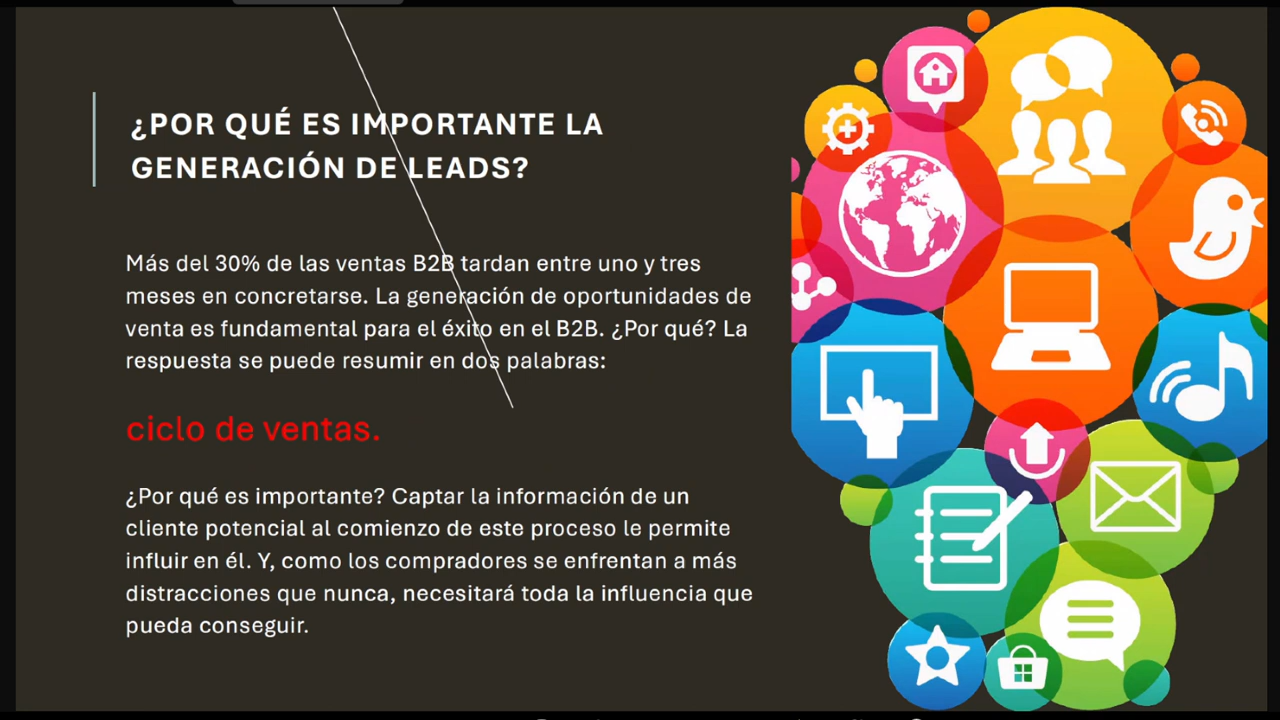 ¿POR QUÉ ES IMPORTANTE LA
GENERACIÓN DE LEADS?
Más del 30% de las ventas B2B tardan entre uno y tres
meses en concretarse. La generación de oportunidades de
venta es fundamental para el éxito en el B2B. ¿Por qué? La
respuesta se puede resumir en dos palabras:
ciclo de ventas.
¿Por qué es importante? Captar la información de un
cliente potencial al comienzo de este proceso le permite
influir en él. Y, como los compradores se enfrentan a más
distracciones que nunca, necesitará toda la influencia que
pueda conseguir.